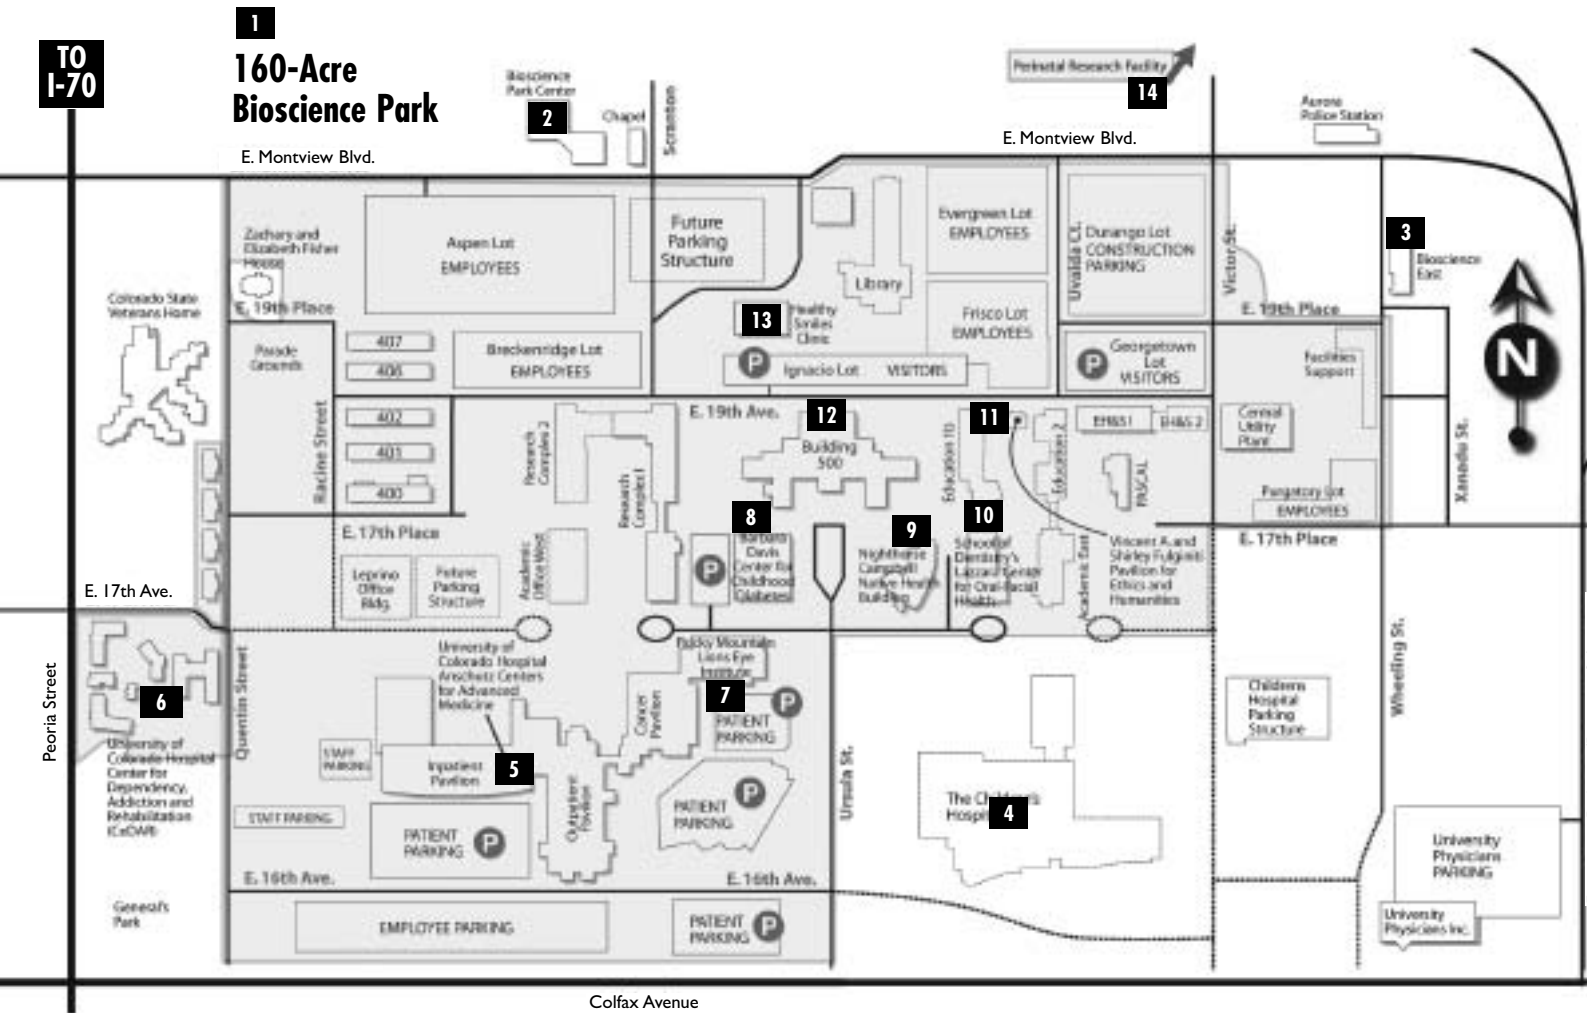 1
TO
I-70
160-Acre
Bioscience Park
Bioscience
Park Center
2
Chapel
Scranton
Perinatal Research Facility
14
Aurora
Police Station
E. Montview Blvd.
E. Montview Blvd.
Zachary and
Elizabeth Fisher
House
Aspen Lot
EMPLOYEES
Future
Parking
Structure
Library
Evergreen Lot
EMPLOYEES
Uvalda Ct.
Durango Lot
CONSTRUCTION
PARKING
Victor St.
3
Bioscience
East
Colorado State
Veterans Home
E. 19th Place
E. 19th Place
13
Healthy
Smiles
Clinic
Frisco Lot
EMPLOYEES
N
Parade
Grounds
407
406
Breckenridge Lot
EMPLOYEES
P
Ignacio Lot
VISITORS
P
Georgetown
Lot
VISITORS
Facilities
Support
Racine Street
402
401
400
E. 19th Ave.
12
Building
500
11
EH&S1
EH&S 2
Central
Utility
Plant
Research
Complex 2
Research
Complex 1
Education 1D
Education 2
PASCAL
Xanadu St.
Purgatory Lot
EMPLOYEES
E. 17th Place
E. 17th Place
8
Barbara
Davis
Center for
Childhood
Diabetes
P
9
Nighthorse
Campbell
Native Health
Building
10
School of
Dentistry's
Lazzara Center
for Oral-Facial
Health
Academic East
Vincent A. and
Shirley Fulginiti
Pavilion for
Ethics and
Humanities
Leprino
Office
Bldg.
Future
Parking
Structure
Academic
Office West
E. 17th Ave.
Peoria Street
Quentin Street
6
University of
Colorado Hospital
Center for
Dependency,
Addiction and
Rehabilitation
(CeDAR)
University of
Colorado Hospital
Anschutz Centers
for Advanced
Medicine
Rocky Mountain
Lions Eye
Institute
7
P
PATIENT
PARKING
Cancer
Pavilion
STAFF
PARKING
Inpatient
Pavilion
5
Outpatient
Pavilion
PATIENT
PARKING
P
Ursula St.
The Children's
Hospital
4
Childrens
Hospital
Parking
Structure
Wheeling St.
STAFF PARKING
PATIENT
PARKING
P
University
Physicians
PARKING
E. 16th Ave.
E. 16th Ave.
General's
Park
EMPLOYEE PARKING
PATIENT
PARKING
P
University
Physicians Inc.
Colfax Avenue